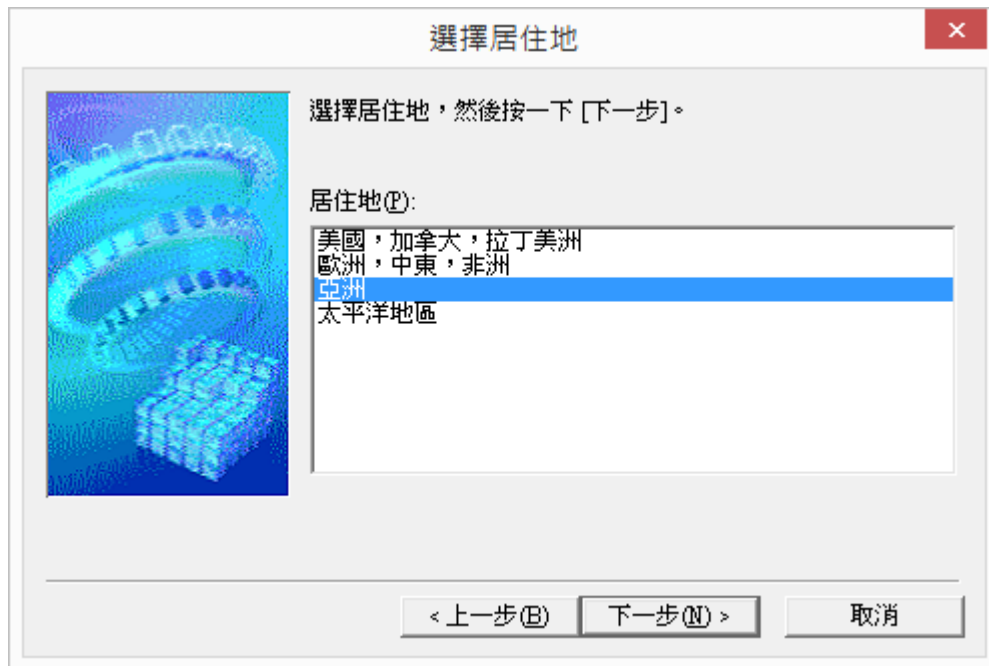 選擇居住地
選擇居住地，然後按一下 [下一步]。
居住地(P):
美國，加拿大，拉丁美洲
歐洲，中東，非洲
亞洲
太平洋地區
< 上一步(B)
下一步(N) >
取消